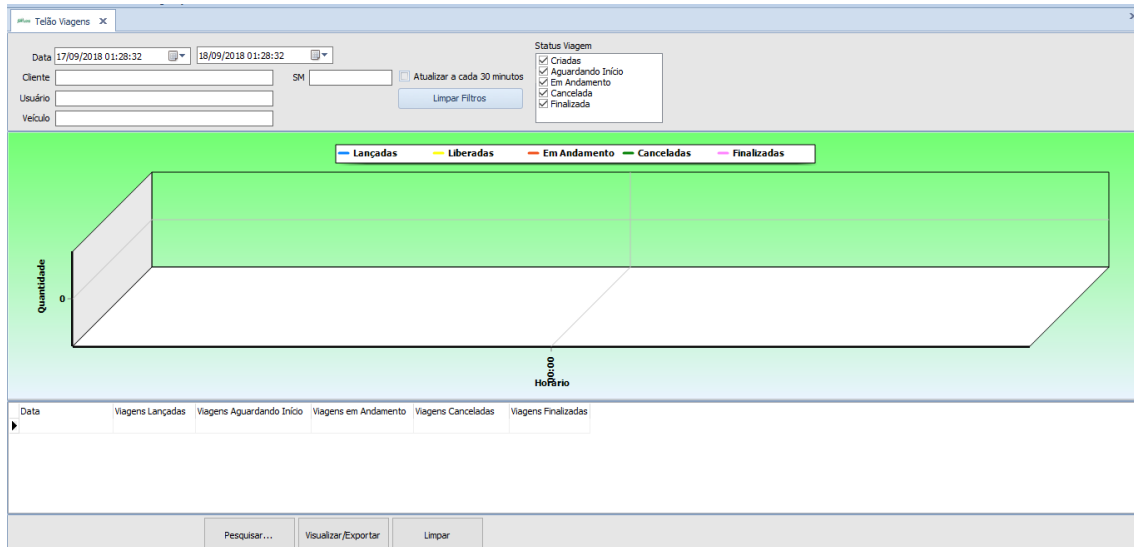 Telão Viagens
Data 17/09/2018 01:28:32 18/09/2018 01:28:32
Cliente SM Atualizar a cada 30 minutos
Usuário Limpar Filtros
Veículo
Status Viagem
Criadas
Aguardando Início
Em Andamento
Cancelada
Finalizada
Lançadas Liberadas Em Andamento Canceladas Finalizadas
Quantidade
0
00:00
Horário
Data Viagens Lançadas Viagens Aguardando Início Viagens em Andamento Viagens Canceladas Viagens Finalizadas
Pesquisar... Visualizar/Exportar Limpar